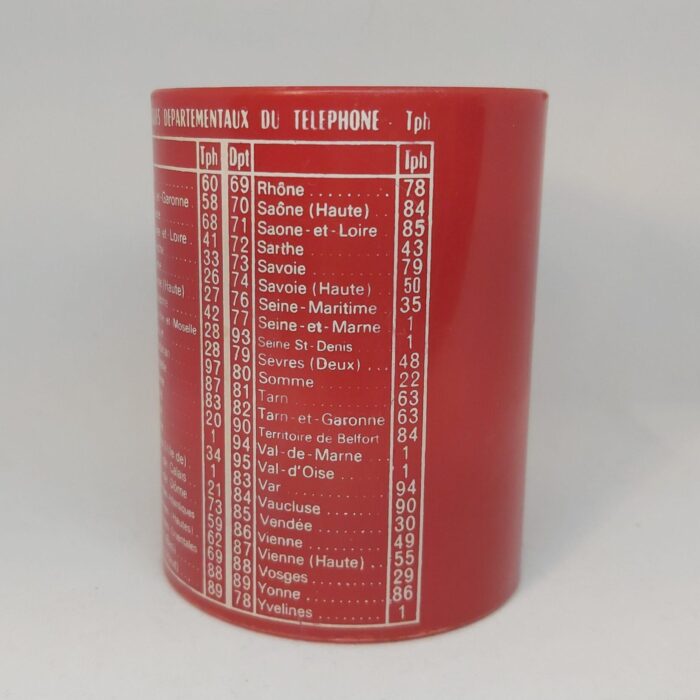 DEPARTEMENTAUX DU TELEPHONE - Tph
Tph Dpt Tph
60 69 Rhône 78
58 70 Saône (Haute) 84
68 71 Saone-et-Loire 85
et Loire 41 72 Sarthe 43
33 73 Savoie 79
26 74 Savoie (Haute) 50
(Haute) 27 76 Seine-Maritime 35
42 77 Seine-et-Marne 1
et Moselle 28 93 Seine St-Denis 1
28 79 Sèvres (Deux) 48
97 80 Somme 22
87 81 Tarn 63
83 82 Tarn-et-Garonne 63
20 90 Territoire de Belfort 84
1 94 Val-de-Marne 1
34 95 Val-d'Oise 1
1 83 Var 94
21 84 Vaucluse 90
73 85 Vendée 30
59 86 Vienne 49
62 87 Vienne (Haute) 55
69 88 Vosges 29
88 89 Yonne 86
89 78 Yvelines 1